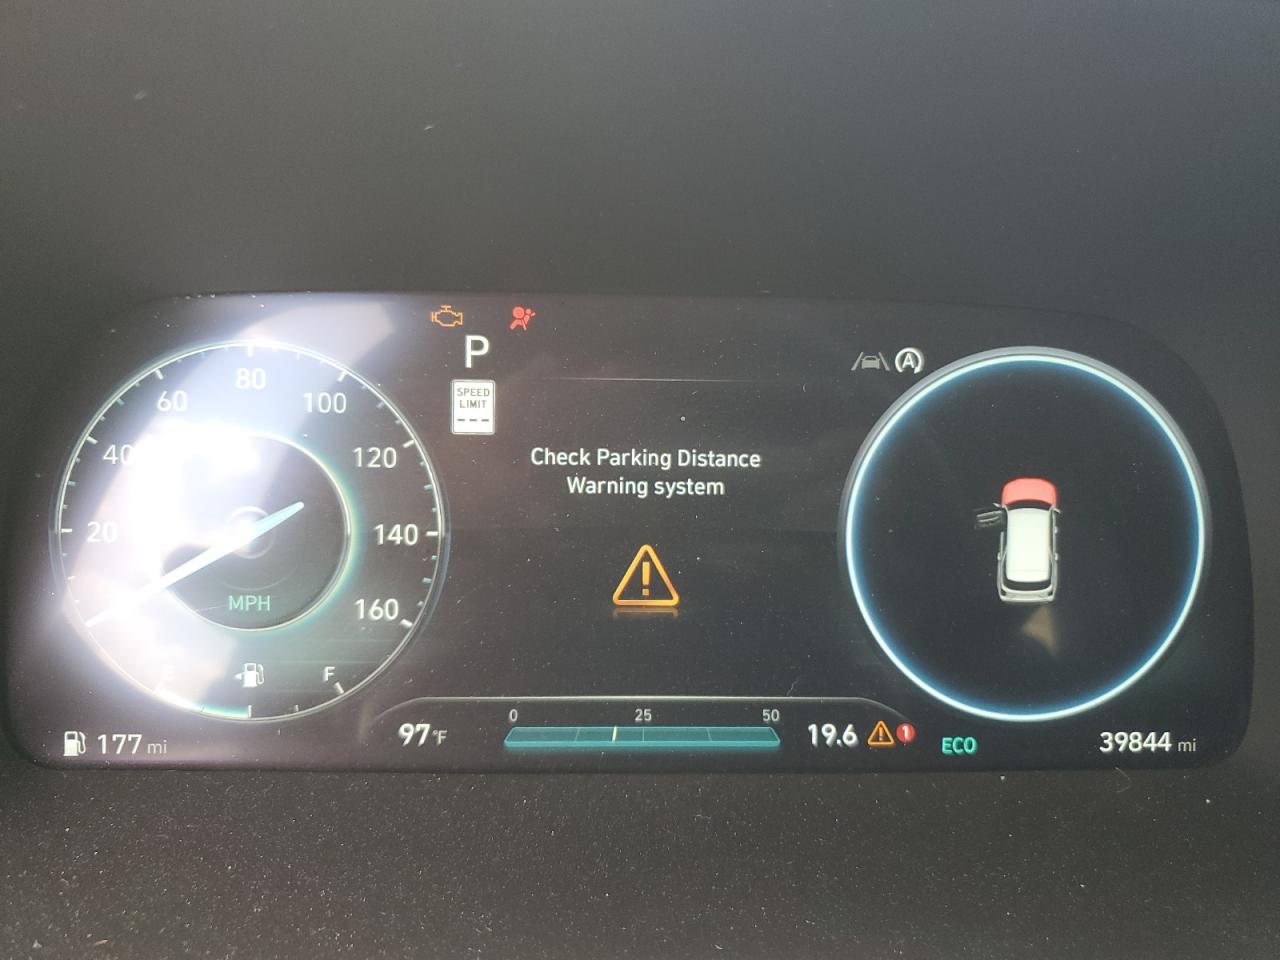 P
SPEED
LIMIT
---
20
40
60
80
100
120
140
160
MPH
E
F
Check Parking Distance
Warning system
A
177 mi
97°F
0 25 50
19.6
1
ECO
39844 mi